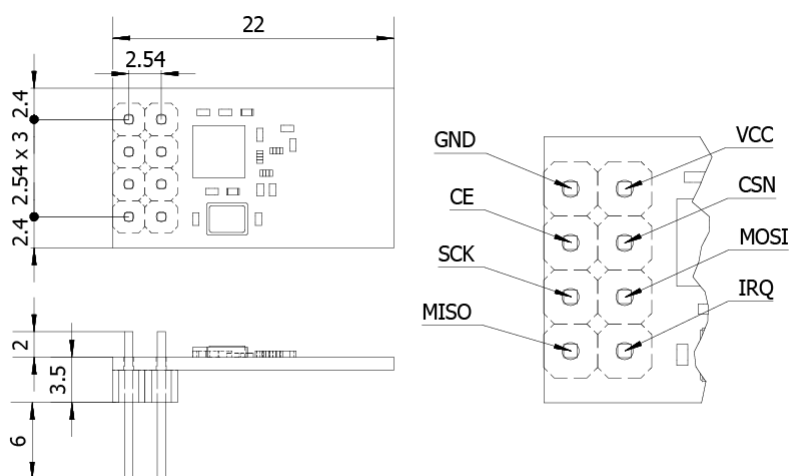 22
2.54
2.4
2.54 x 3
2.4
2
3.5
6
GND
VCC
CE
CSN
SCK
MOSI
MISO
IRQ